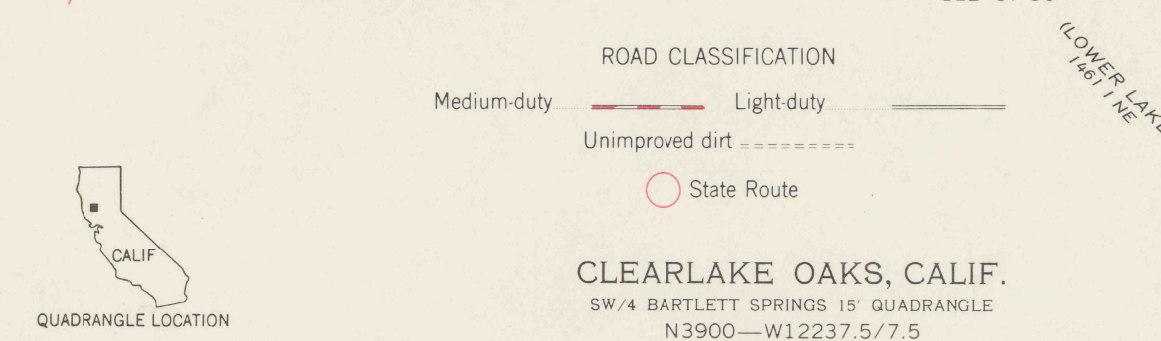 ROAD CLASSIFICATION
Medium-duty Light-duty
Unimproved dirt
State Route
(LOWER LAKE
1461 I NE
CALIF
QUADRANGLE LOCATION
CLEARLAKE OAKS, CALIF.
SW/4 BARTLETT SPRINGS 15' QUADRANGLE
N3900—W12237.5/7.5